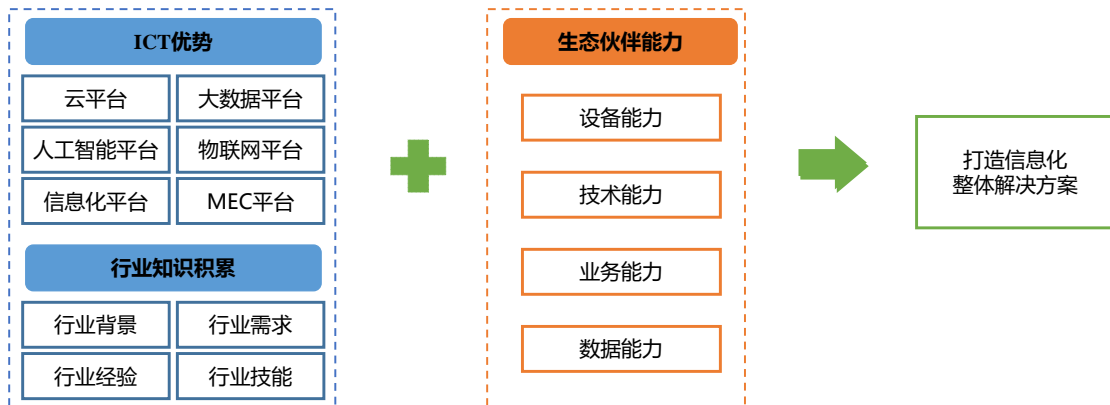 ICT优势
云平台
大数据平台
人工智能平台
物联网平台
信息化平台
MEC平台
行业知识积累
行业背景
行业需求
行业经验
行业技能
生态伙伴能力
设备能力
技术能力
业务能力
数据能力
打造信息化
整体解决方案